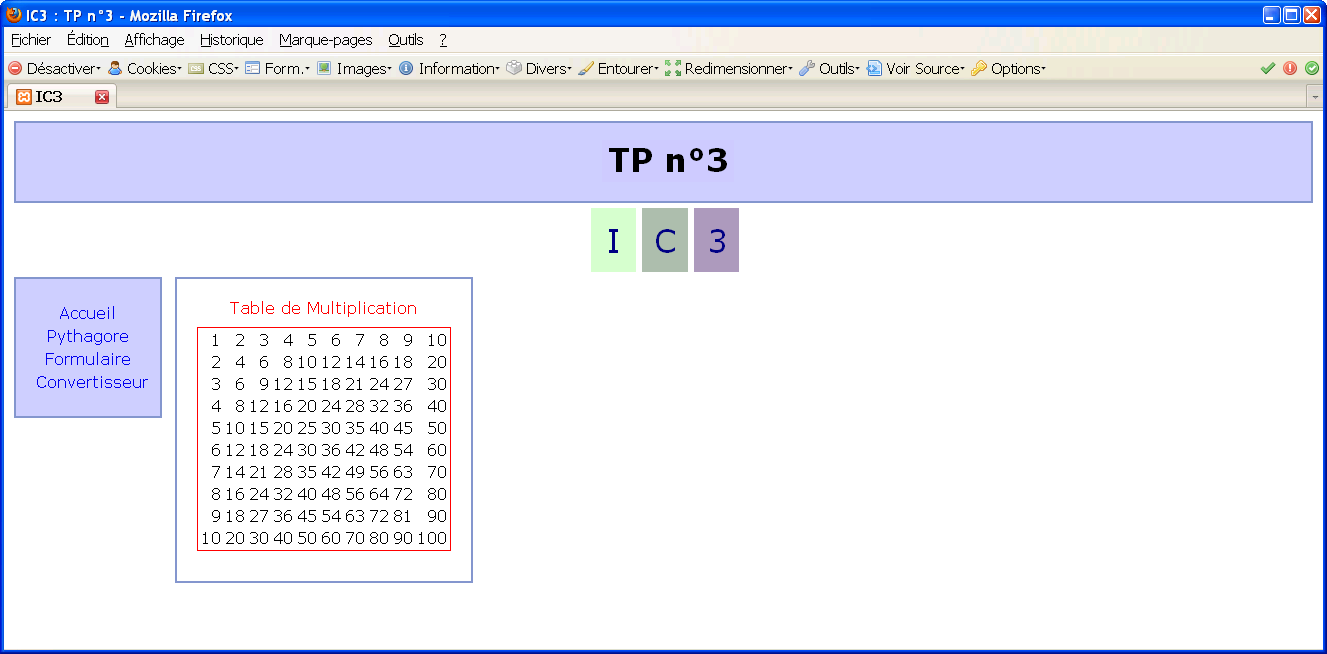 IC3 : TP n°3 - Mozilla Firefox
Fichier Édition Affichage Historique Marque-pages Outils ?
Désactiver Cookies CSS Form. Images Information Divers Entourer Redimensionner Outils Voir Source Options
IC3
TP n°3
I C 3
Accueil
Pythagore
Formulaire
Convertisseur
Table de Multiplication
1 2 3 4 5 6 7 8 9 10
2 4 6 8 10 12 14 16 18 20
3 6 9 12 15 18 21 24 27 30
4 8 12 16 20 24 28 32 36 40
5 10 15 20 25 30 35 40 45 50
6 12 18 24 30 36 42 48 54 60
7 14 21 28 35 42 49 56 63 70
8 16 24 32 40 48 56 64 72 80
9 18 27 36 45 54 63 72 81 90
10 20 30 40 50 60 70 80 90 100